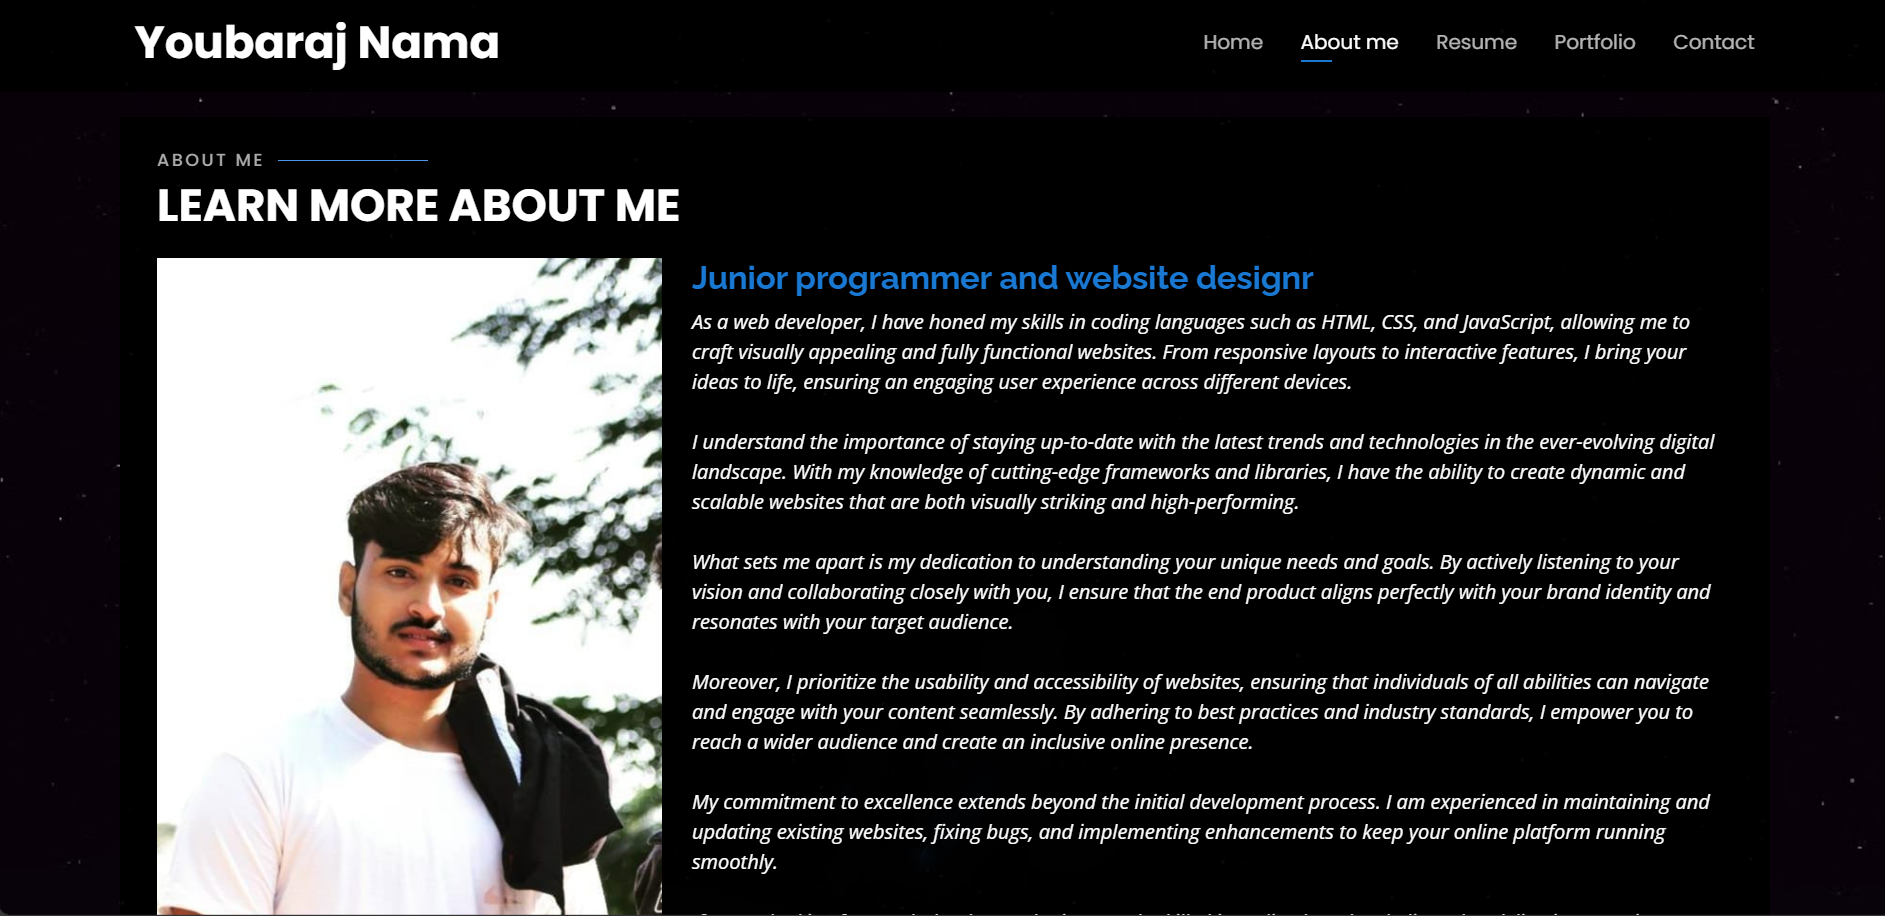 Youbaraj Nama
Home About me Resume Portfolio Contact
ABOUT ME
LEARN MORE ABOUT ME
Junior programmer and website designr
As a web developer, I have honed my skills in coding languages such as HTML, CSS, and JavaScript, allowing me to
craft visually appealing and fully functional websites. From responsive layouts to interactive features, I bring your
ideas to life, ensuring an engaging user experience across different devices.
I understand the importance of staying up-to-date with the latest trends and technologies in the ever-evolving digital
landscape. With my knowledge of cutting-edge frameworks and libraries, I have the ability to create dynamic and
scalable websites that are both visually striking and high-performing.
What sets me apart is my dedication to understanding your unique needs and goals. By actively listening to your
vision and collaborating closely with you, I ensure that the end product aligns perfectly with your brand identity and
resonates with your target audience.
Moreover, I prioritize the usability and accessibility of websites, ensuring that individuals of all abilities can navigate
and engage with your content seamlessly. By adhering to best practices and industry standards, I empower you to
reach a wider audience and create an inclusive online presence.
My commitment to excellence extends beyond the initial development process. I am experienced in maintaining and
updating existing websites, fixing bugs, and implementing enhancements to keep your online platform running
smoothly.